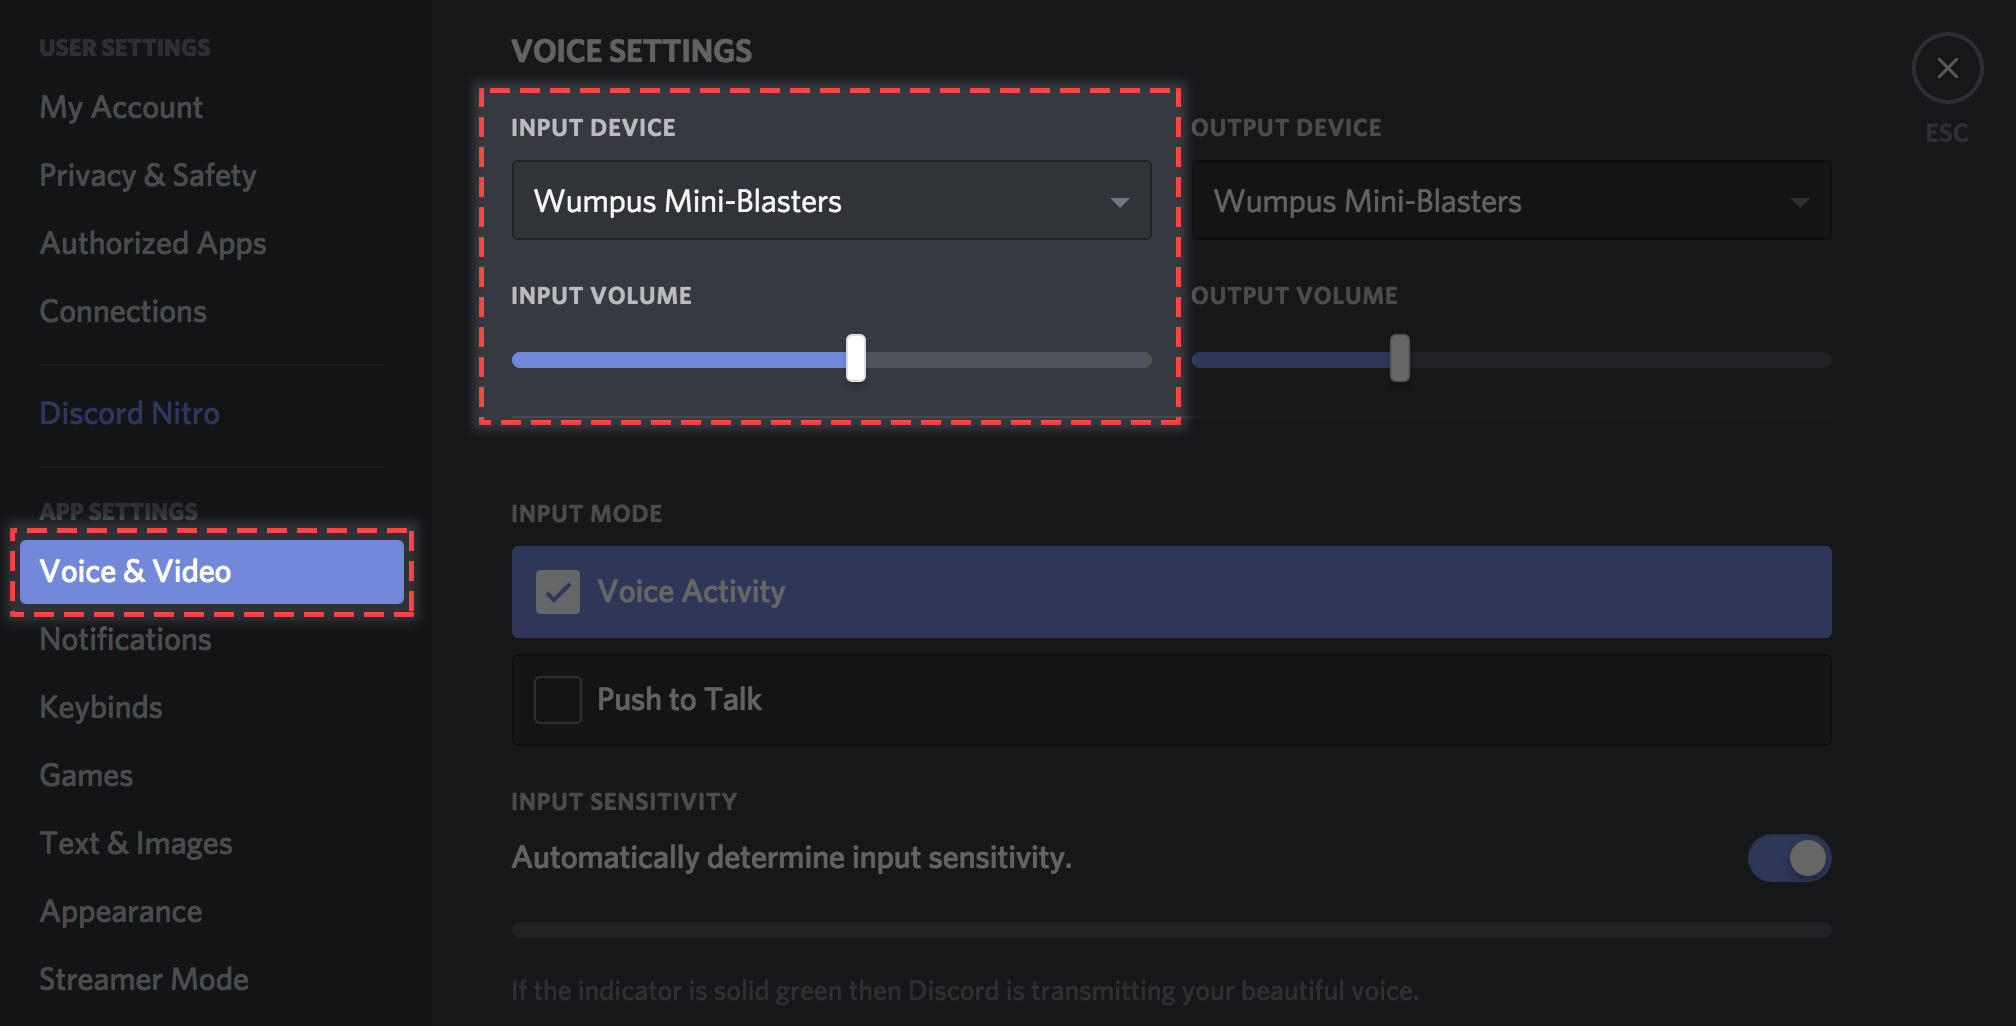 USER SETTINGS
My Account
Privacy & Safety
Authorized Apps
Connections
Discord Nitro
APP SETTINGS
Voice & Video
Notifications
Keybinds
Games
Text & Images
Appearance
Streamer Mode
VOICE SETTINGS
INPUT DEVICE
Wumpus Mini-Blasters
INPUT VOLUME
OUTPUT DEVICE
Wumpus Mini-Blasters
OUTPUT VOLUME
INPUT MODE
Voice Activity
Push to Talk
INPUT SENSITIVITY
Automatically determine input sensitivity.
If the indicator is solid green then Discord is transmitting your beautiful voice.
ESC